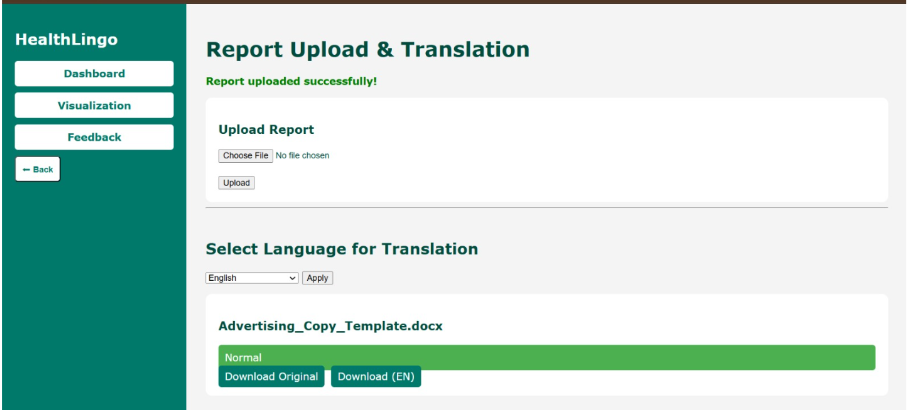 HealthLingo
Dashboard
Visualization
Feedback
← Back
Report Upload & Translation
Report uploaded successfully!
Upload Report
Choose File No file chosen
Upload
Select Language for Translation
English Apply
Advertising_Copy_Template.docx
Normal
Download Original Download (EN)